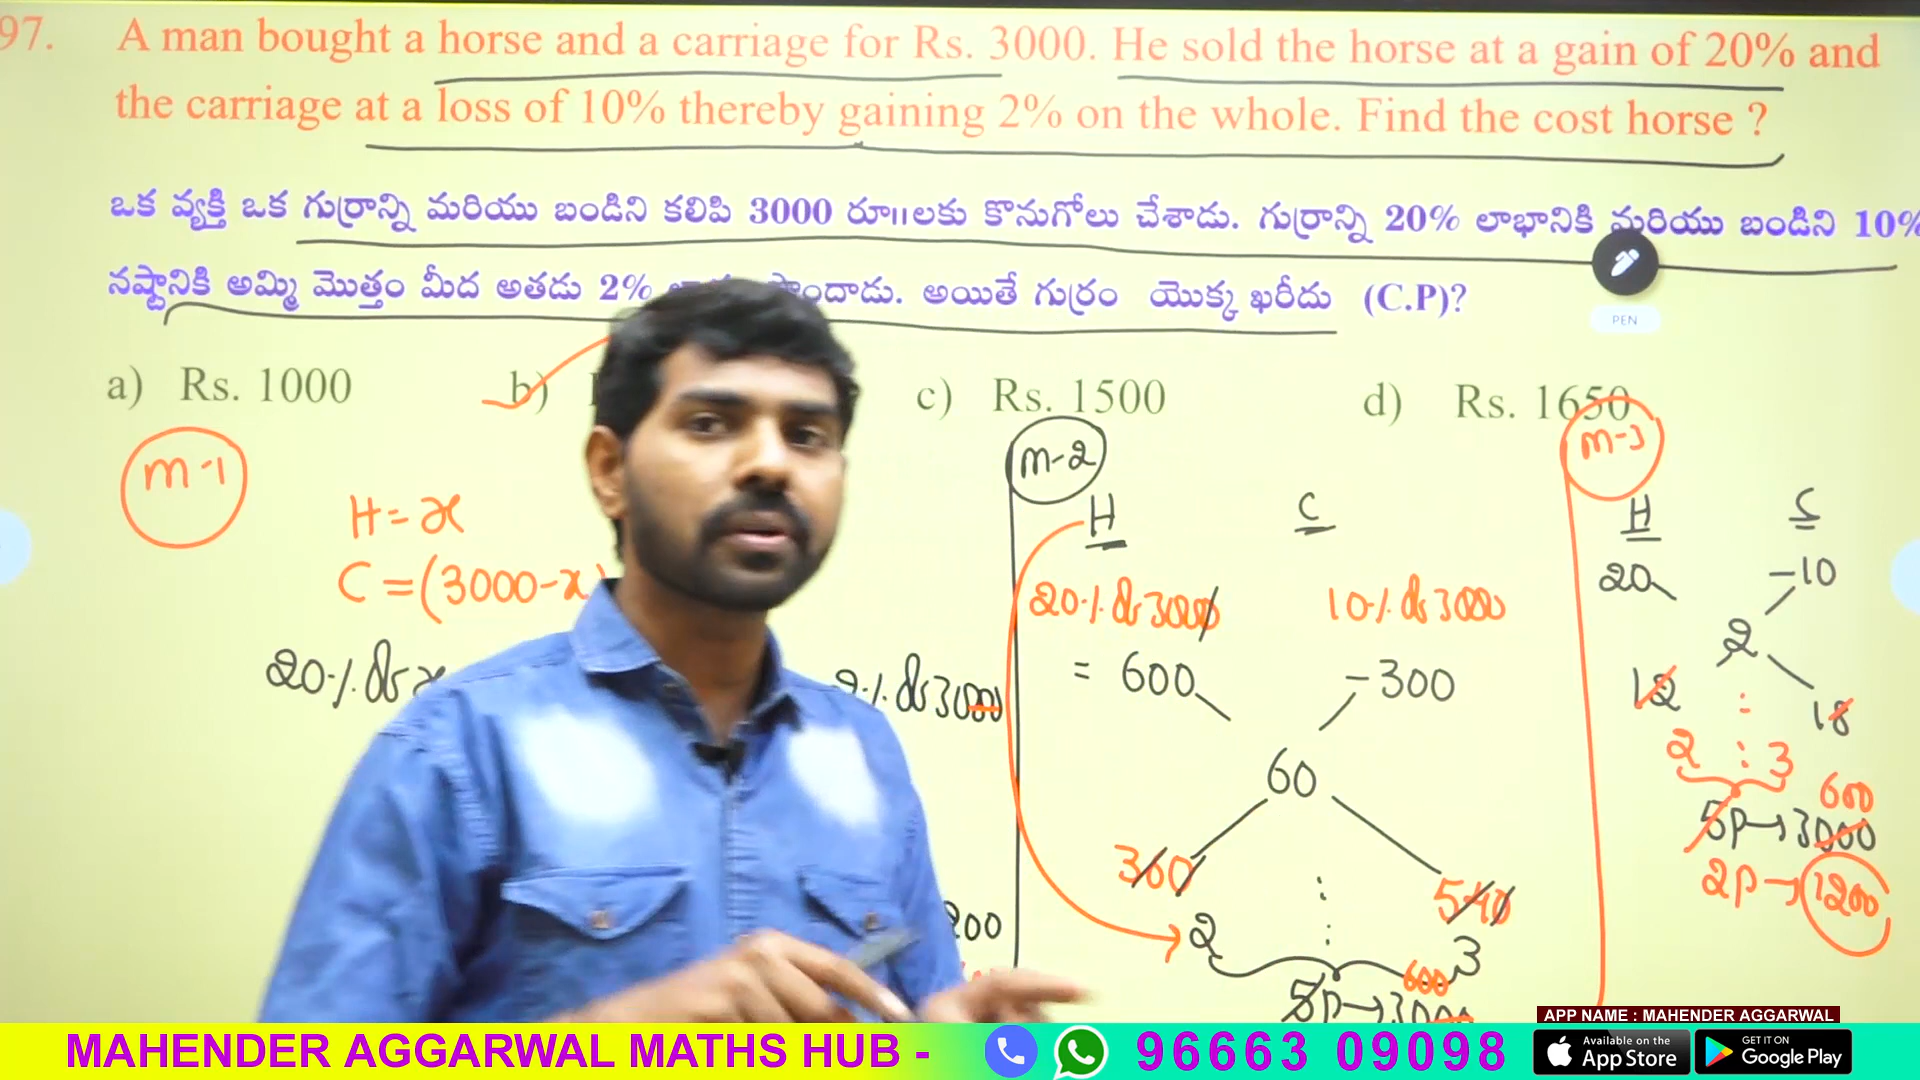 97. A man bought a horse and a carriage for Rs. 3000. He sold the horse at a gain of 20% and
the carriage at a loss of 10% thereby gaining 2% on the whole. Find the cost horse ?
ఒక వ్యక్తి ఒక గుర్రాన్ని మరియు బండిని కలిపి 3000 రూ॥లకు కొనుగోలు చేశాడు. గుర్రాన్ని 20% లాభానికి మరియు బండిని 10%
నష్టానికి అమ్మి మొత్తం మీద అతడు 2% అయితే గుర్రం యొక్క ఖరీదు (C.P)?
PEN
a) Rs. 1000 b) c) Rs. 1500 d) Rs. 1650
m-1
H = x
C = (3000-x)
20% of x
2% of 3000
200
m-2
H C
20% of 3000 10% of 3000
= 600 -300
60
360 : 540
2 : 3
600
5P → 3000
m-3
H C
20 -10
2
12 : 18
2 : 3
600
5P → 3000
2P → 1200
APP NAME : MAHENDER AGGARWAL
MAHENDER AGGARWAL MATHS HUB - 96663 09098
Available on the App Store
GET IT ON Google Play